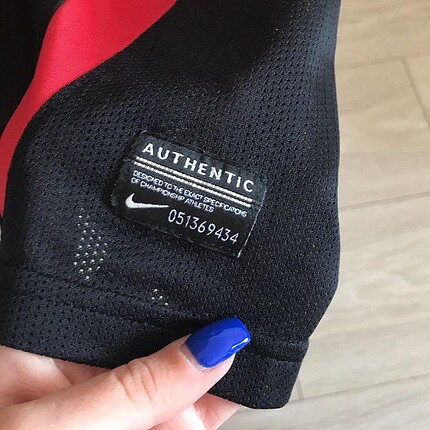 AUTHENTIC
DESIGNED TO THE EXACT SPECIFICATIONS
OF CHAMPIONSHIP ATHLETES
051369434